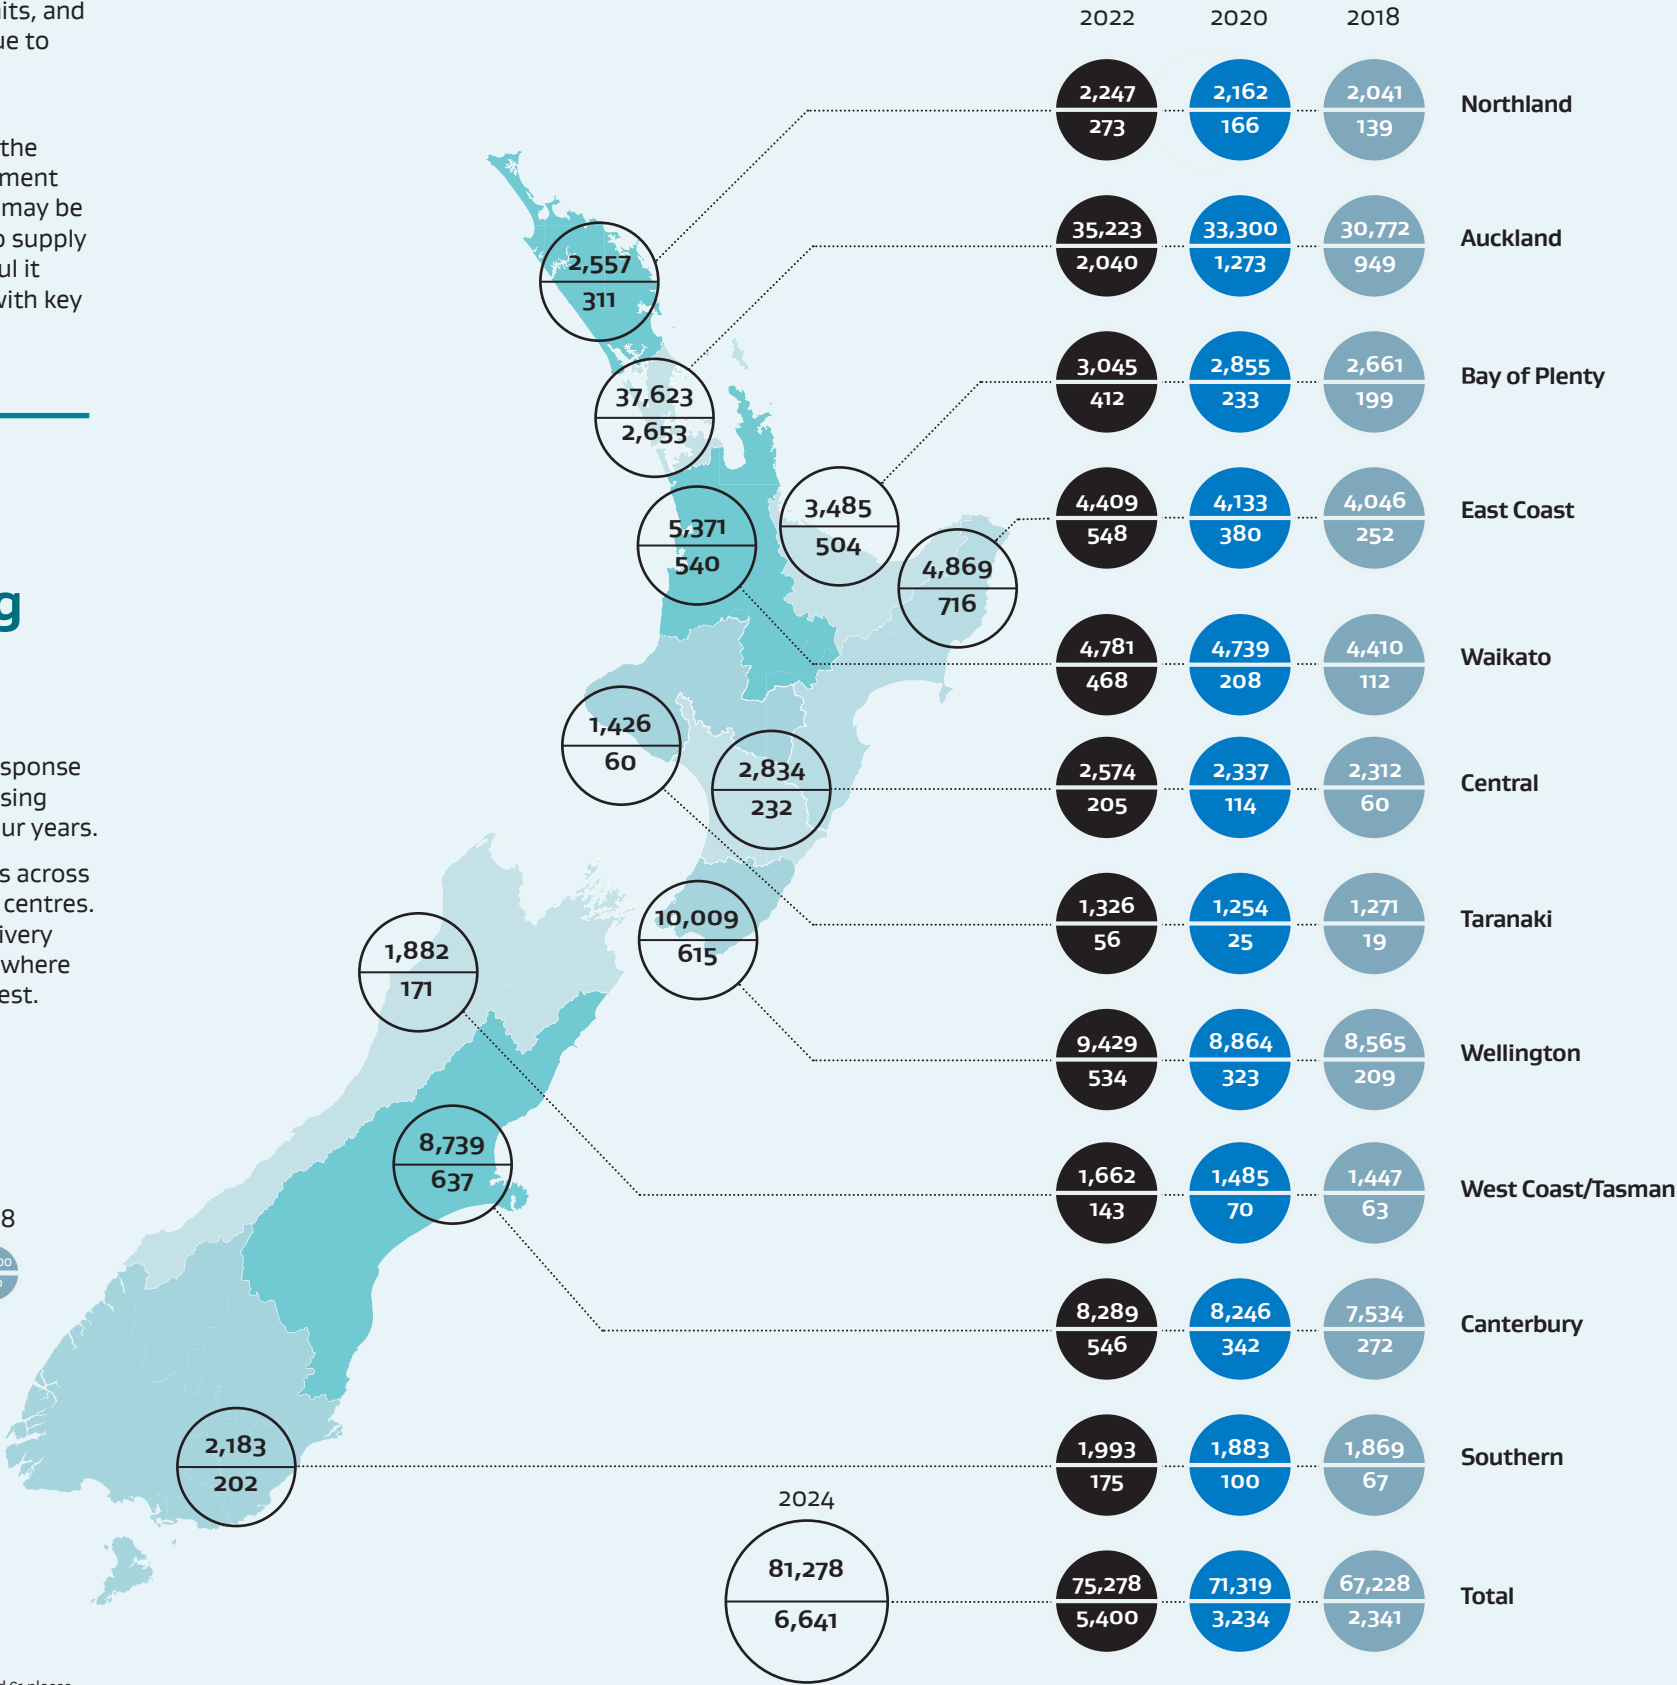 its, and
ue to
the
ment
may be
o supply
ul it
with key
g
sponse
sing
ur years.
s across
centres.
ivery
where
est.
8
2022 2020 2018
2,557
311
2,247 2,162 2,041
273 166 139
Northland
37,623
2,653
35,223 33,300 30,772
2,040 1,273 949
Auckland
3,485
504
3,045 2,855 2,661
412 233 199
Bay of Plenty
4,869
716
4,409 4,133 4,046
548 380 252
East Coast
5,371
540
4,781 4,739 4,410
468 208 112
Waikato
2,834
232
2,574 2,337 2,312
205 114 60
Central
1,426
60
1,326 1,254 1,271
56 25 19
Taranaki
10,009
615
9,429 8,864 8,565
534 323 209
Wellington
1,882
171
1,662 1,485 1,447
143 70 63
West Coast/Tasman
8,739
637
8,289 8,246 7,534
546 342 272
Canterbury
2,183
202
1,993 1,883 1,869
175 100 67
Southern
2024
81,278
6,641
75,278 71,319 67,228
5,400 3,234 2,341
Total